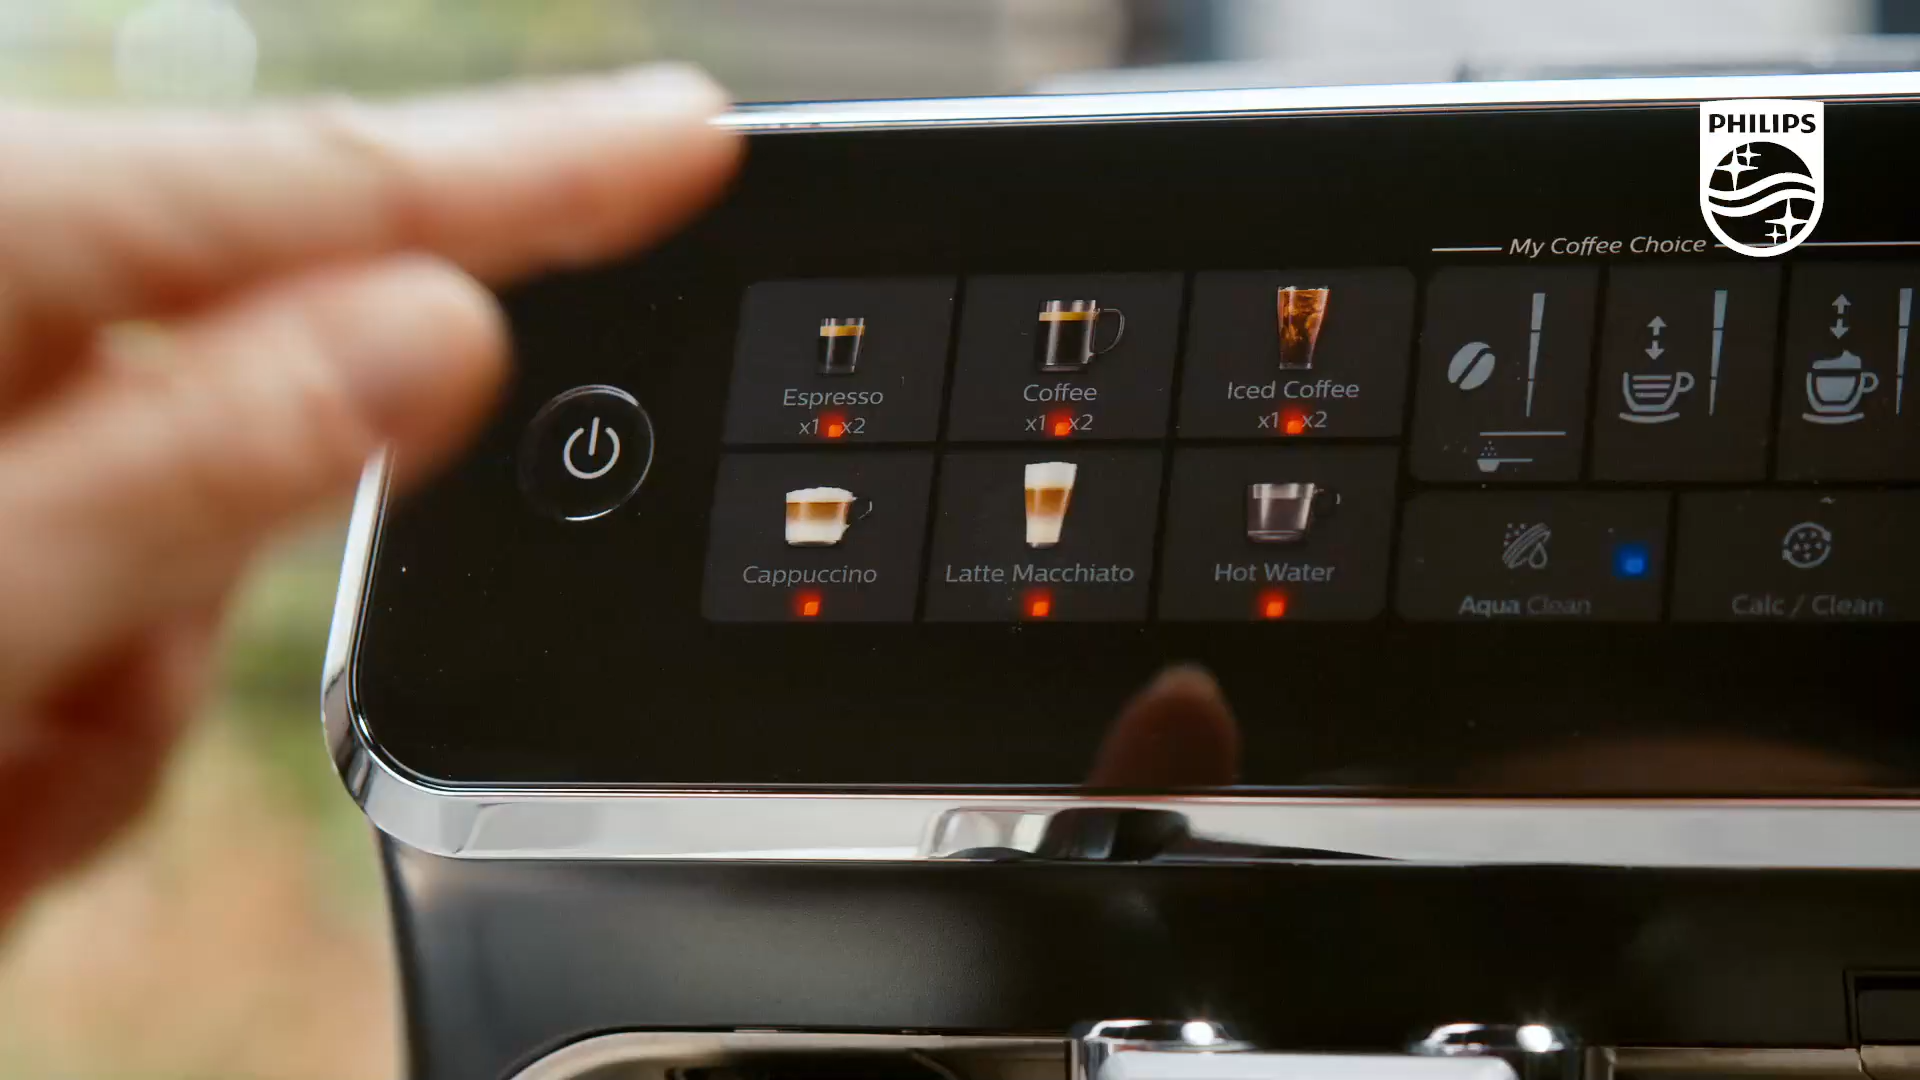 PHILIPS
My Coffee Choice
Espresso
x1 x2
Coffee
x1 x2
Iced Coffee
x1 x2
Cappuccino
Latte Macchiato
Hot Water
Aqua Clean
Calc / Clean